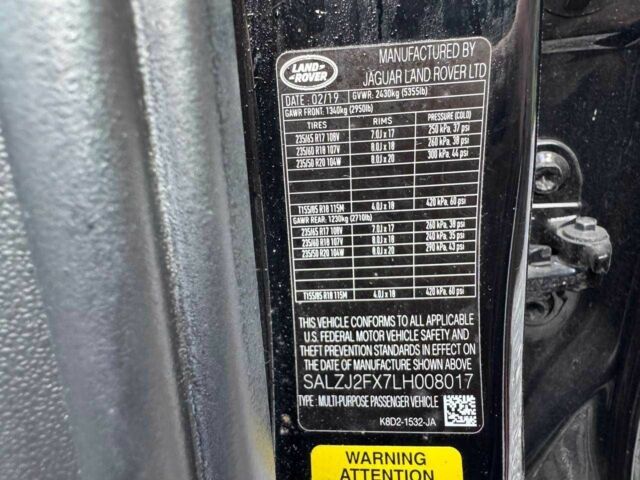 LAND ROVER
MANUFACTURED BY
JAGUAR LAND ROVER LTD
DATE: 02/19 GVWR: 2430kg (5355lb)
GAWR FRONT: 1340kg (2950lb)
TIRES RIMS PRESSURE (COLD)
235/65 R17 108V 7.0J x 17 250 kPa, 37 psi
235/60 R18 107V 8.0J x 18 260 kPa, 38 psi
235/50 R20 104W 8.0J x 20 300 kPa, 44 psi
T155/85 R18 115M 4.0J x 18 420 kPa, 60 psi
GAWR REAR: 1230kg (2710lb)
235/65 R17 108V 7.0J x 17 260 kPa, 38 psi
235/60 R18 107V 8.0J x 18 240 kPa, 35 psi
235/50 R20 104W 8.0J x 20 290 kPa, 43 psi
T155/85 R18 115M 4.0J x 18 420 kPa, 60 psi
THIS VEHICLE CONFORMS TO ALL APPLICABLE
U.S. FEDERAL MOTOR VEHICLE SAFETY AND
THEFT PREVENTION STANDARDS IN EFFECT ON
THE DATE OF MANUFACTURE SHOWN ABOVE.
SALZJ2FX7LH008017
TYPE: MULTI-PURPOSE PASSENGER VEHICLE
K8D2-1532-JA
WARNING
ATTENTION